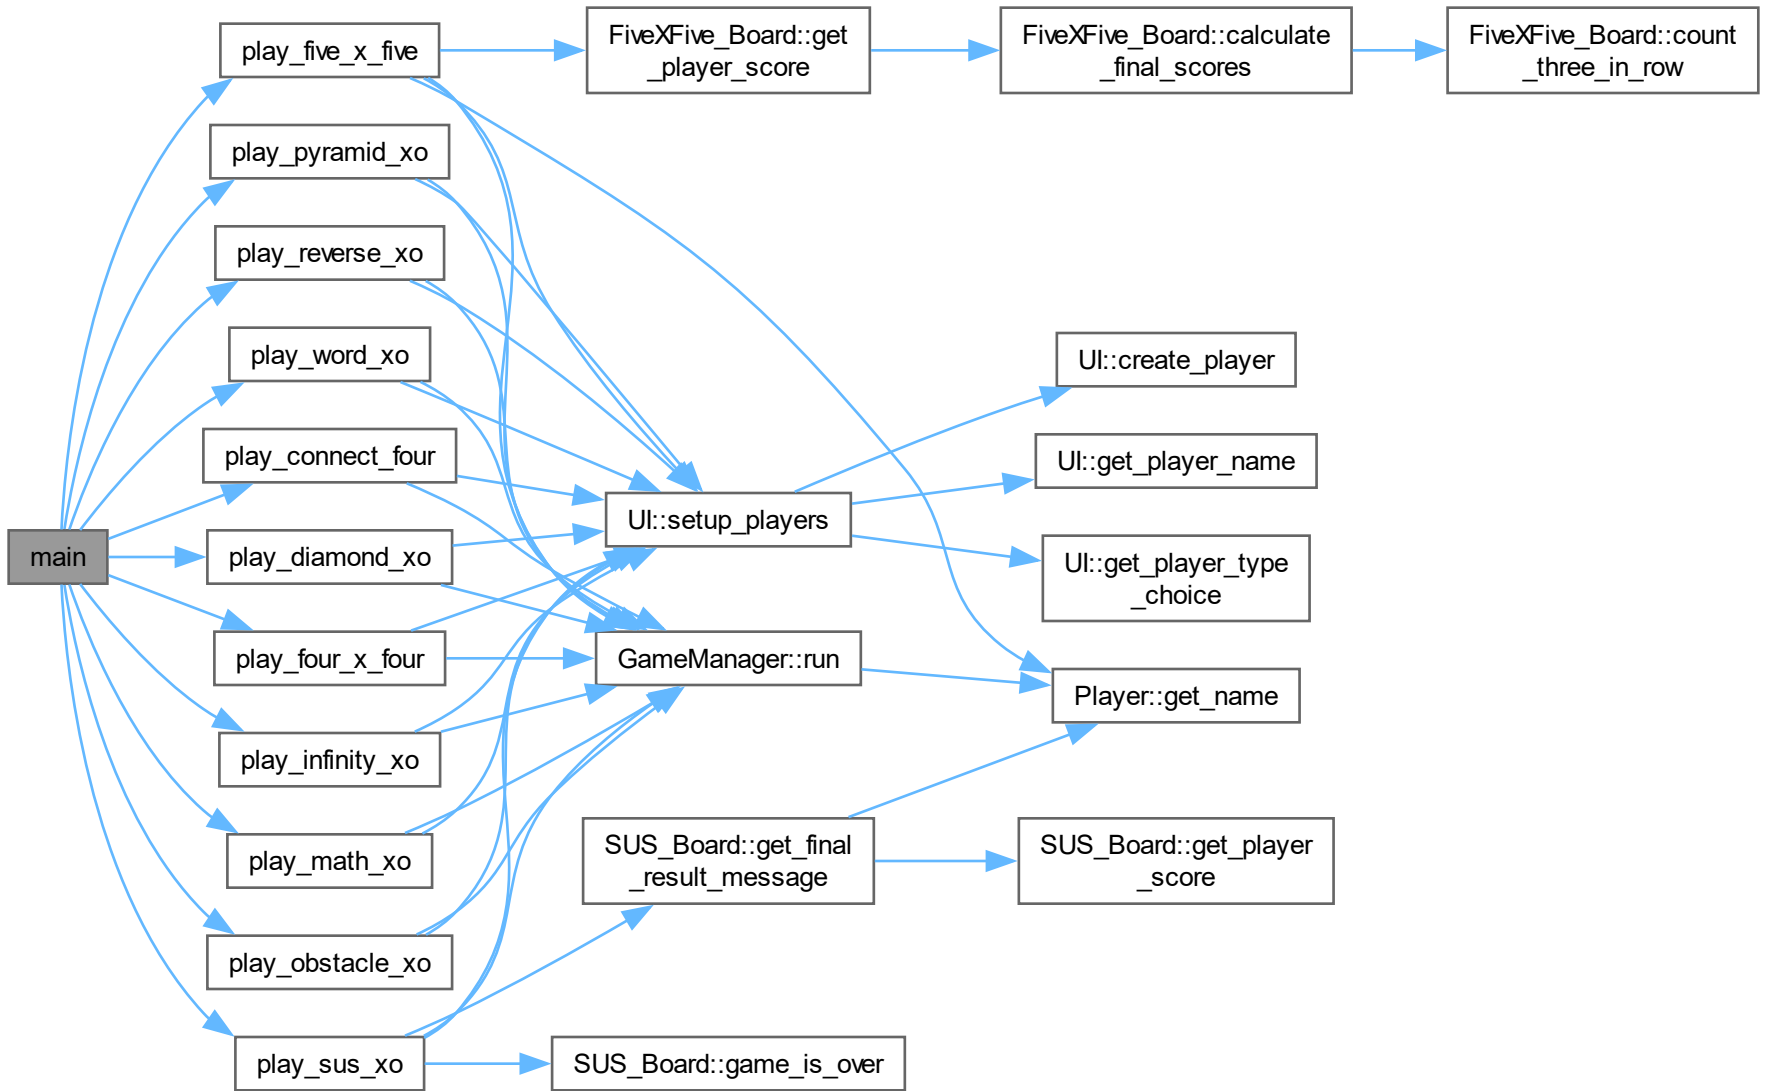 main
play_five_x_five
play_pyramid_xo
play_reverse_xo
play_word_xo
play_connect_four
play_diamond_xo
play_four_x_four
play_infinity_xo
play_math_xo
play_obstacle_xo
play_sus_xo
FiveXFive_Board::get
_player_score
UI::setup_players
GameManager::run
SUS_Board::get_final
_result_message
SUS_Board::game_is_over
FiveXFive_Board::calculate
_final_scores
UI::create_player
UI::get_player_name
UI::get_player_type
_choice
Player::get_name
SUS_Board::get_player
_score
FiveXFive_Board::count
_three_in_row